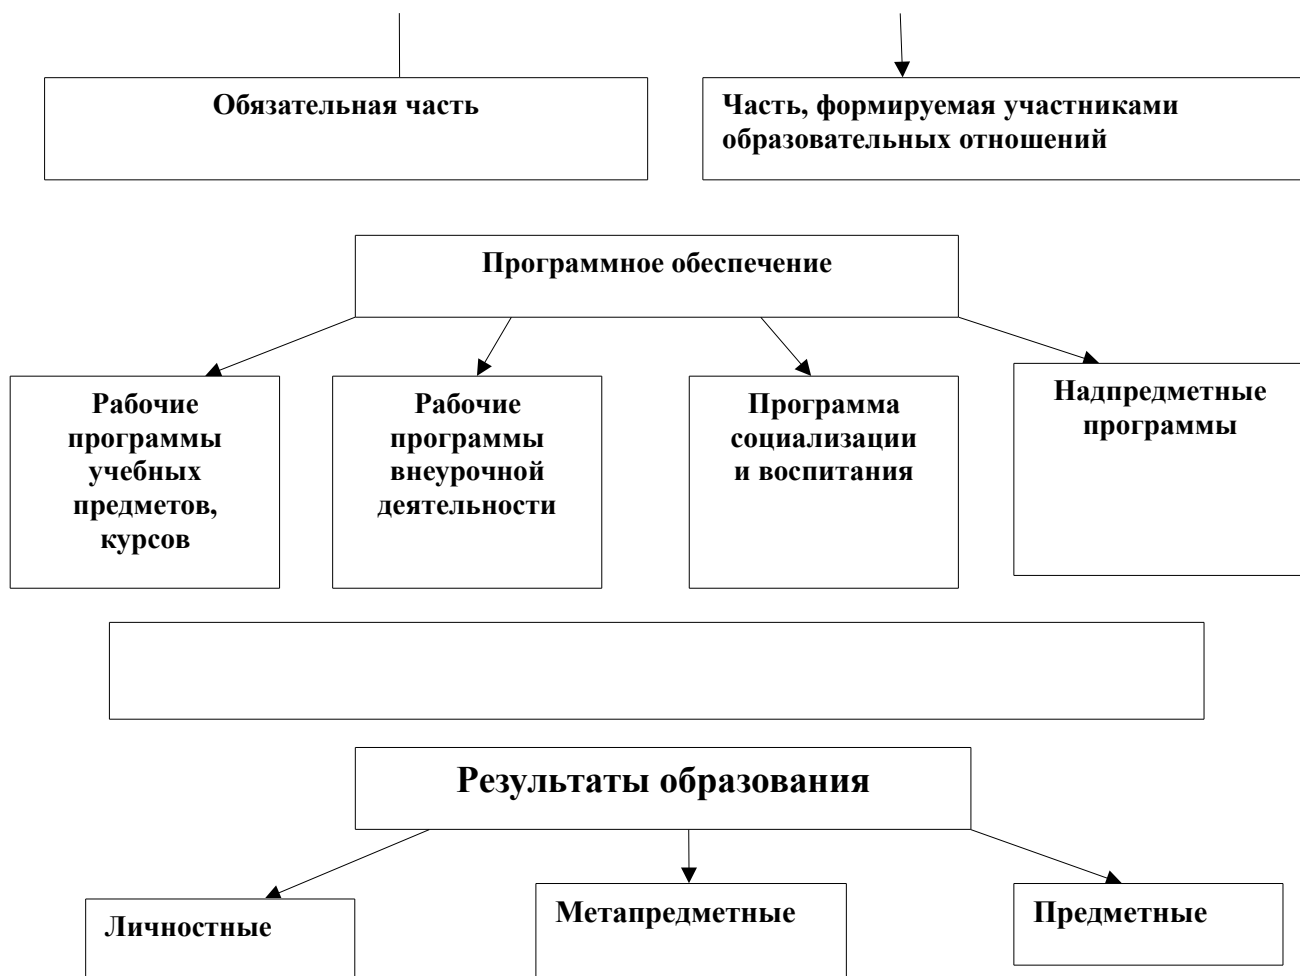 Обязательная часть
Часть, формируемая участниками
образовательных отношений
Программное обеспечение
Рабочие
программы
учебных
предметов,
курсов
Рабочие
программы
внеурочной
деятельности
Программа
социализации
и воспитания
Надпредметные
программы
Результаты образования
Личностные
Метапредметные
Предметные